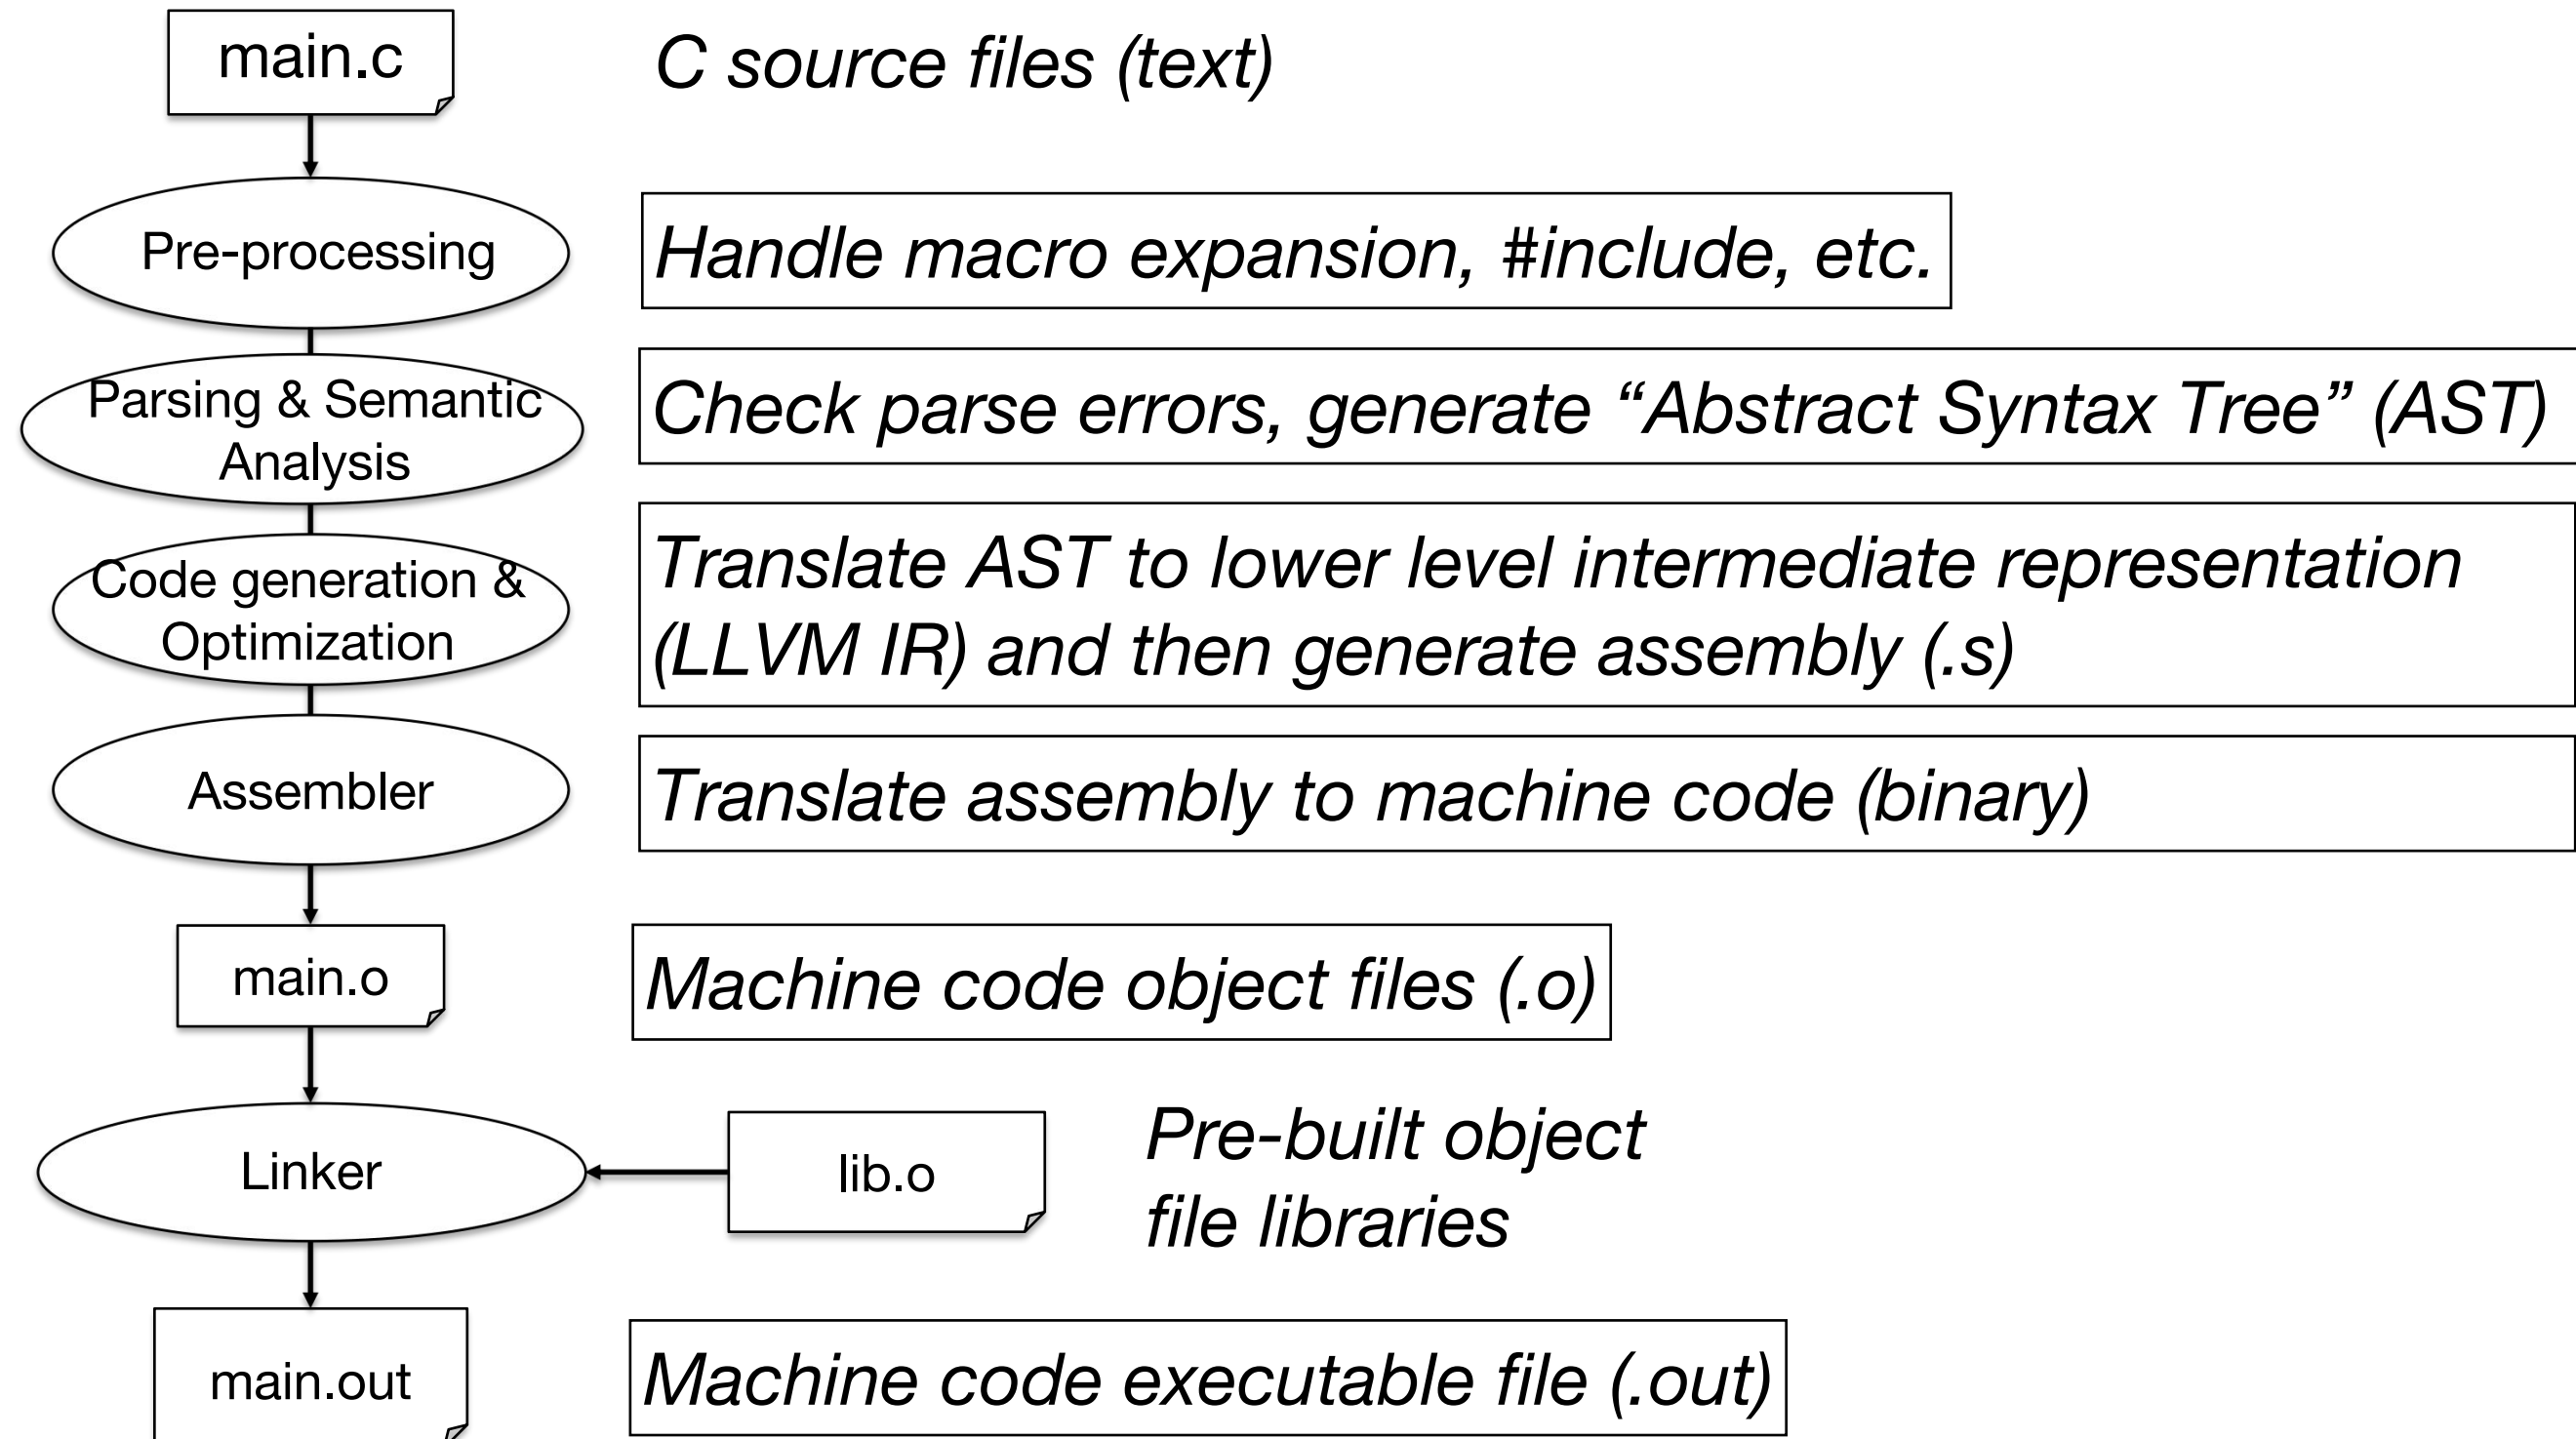 main.c
C source files (text)
Pre-processing
Handle macro expansion, #include, etc.
Parsing & Semantic
Analysis
Check parse errors, generate “Abstract Syntax Tree” (AST)
Code generation &
Optimization
Translate AST to lower level intermediate representation
(LLVM IR) and then generate assembly (.s)
Assembler
Translate assembly to machine code (binary)
main.o
Machine code object files (.o)
Linker
lib.o
Pre-built object
file libraries
main.out
Machine code executable file (.out)